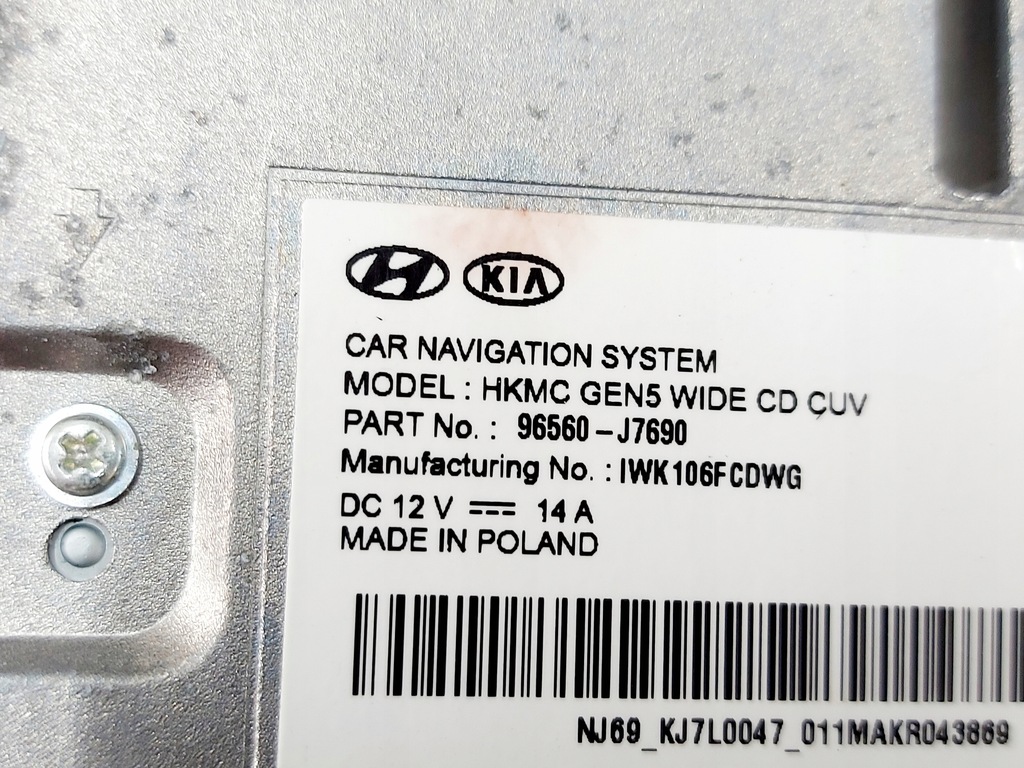 KIA
CAR NAVIGATION SYSTEM
MODEL : HKMC GEN5 WIDE CD CUV
PART No. : 96560-J7690
Manufacturing No. : IWK106FCDWG
DC 12 V ⎓ 14 A
MADE IN POLAND
NJ69_KJ7L0047_011MAKR043869